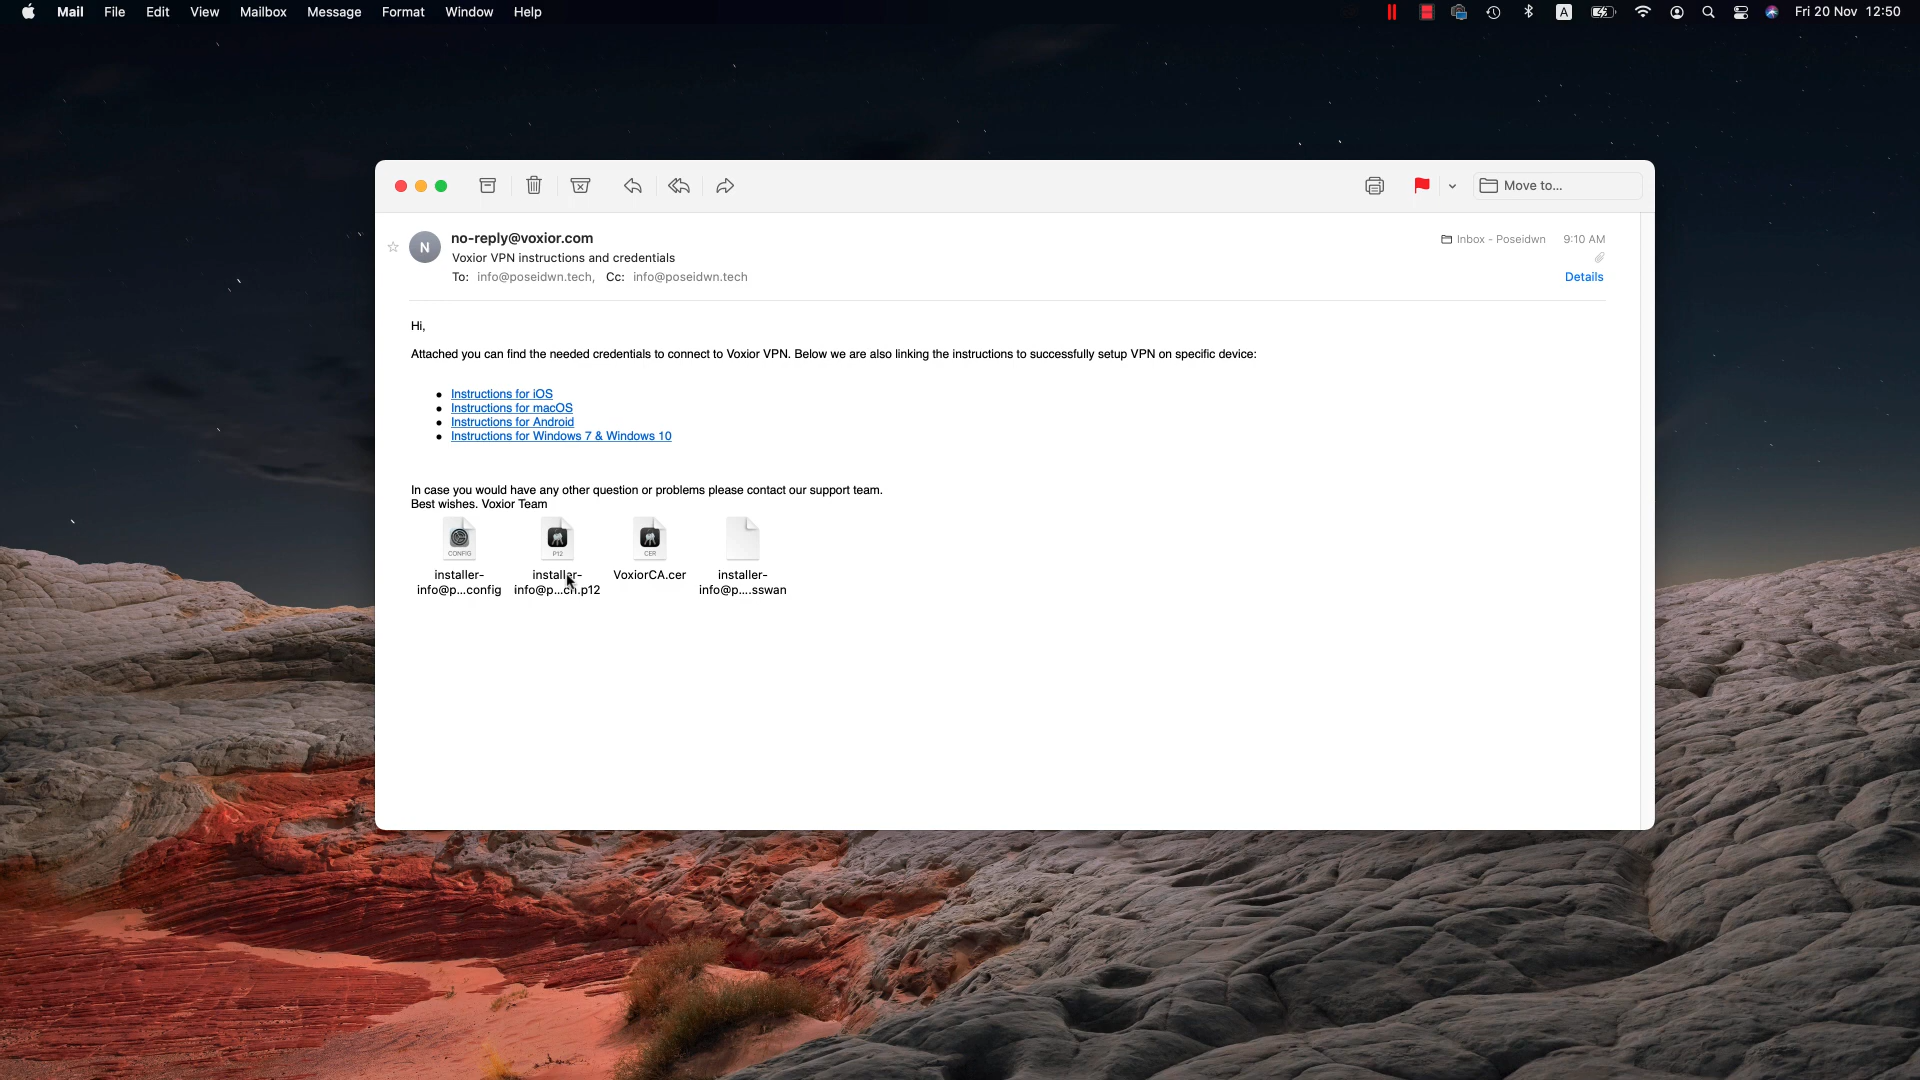 Mail File Edit View Mailbox Message Format Window Help A Fri 20 Nov 12:50
Move to...
N no-reply@voxior.com Inbox - Poseidwn 9:10 AM
Voxior VPN instructions and credentials
To: info@poseidwn.tech, Cc: info@poseidwn.tech Details
Hi,
Attached you can find the needed credentials to connect to Voxior VPN. Below we are also linking the instructions to successfully setup VPN on specific device:
• Instructions for iOS
• Instructions for macOS
• Instructions for Android
• Instructions for Windows 7 & Windows 10
In case you would have any other question or problems please contact our support team.
Best wishes. Voxior Team
CONFIG P12 CER
installer- installer- VoxiorCA.cer installer-
info@p...config info@p...ch.p12 info@p....sswan